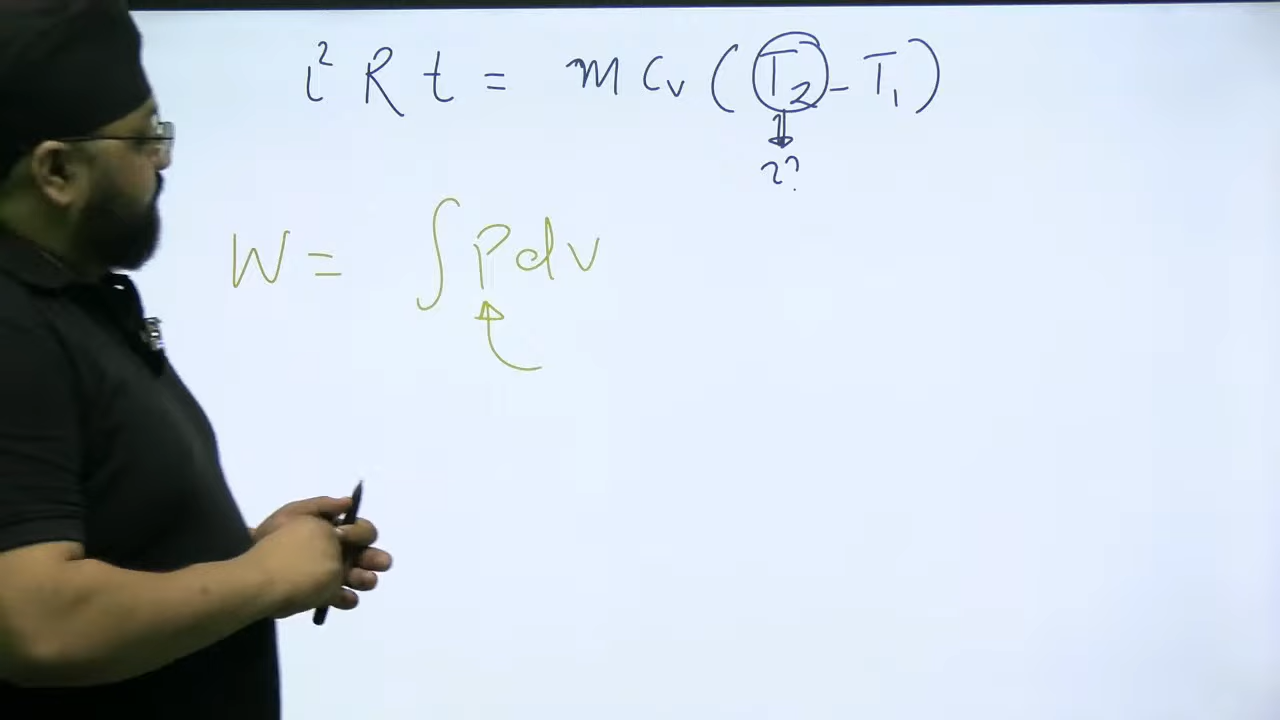 i² R t = m Cv ( T₂ - T₁ )
??
W = ∫ P dv